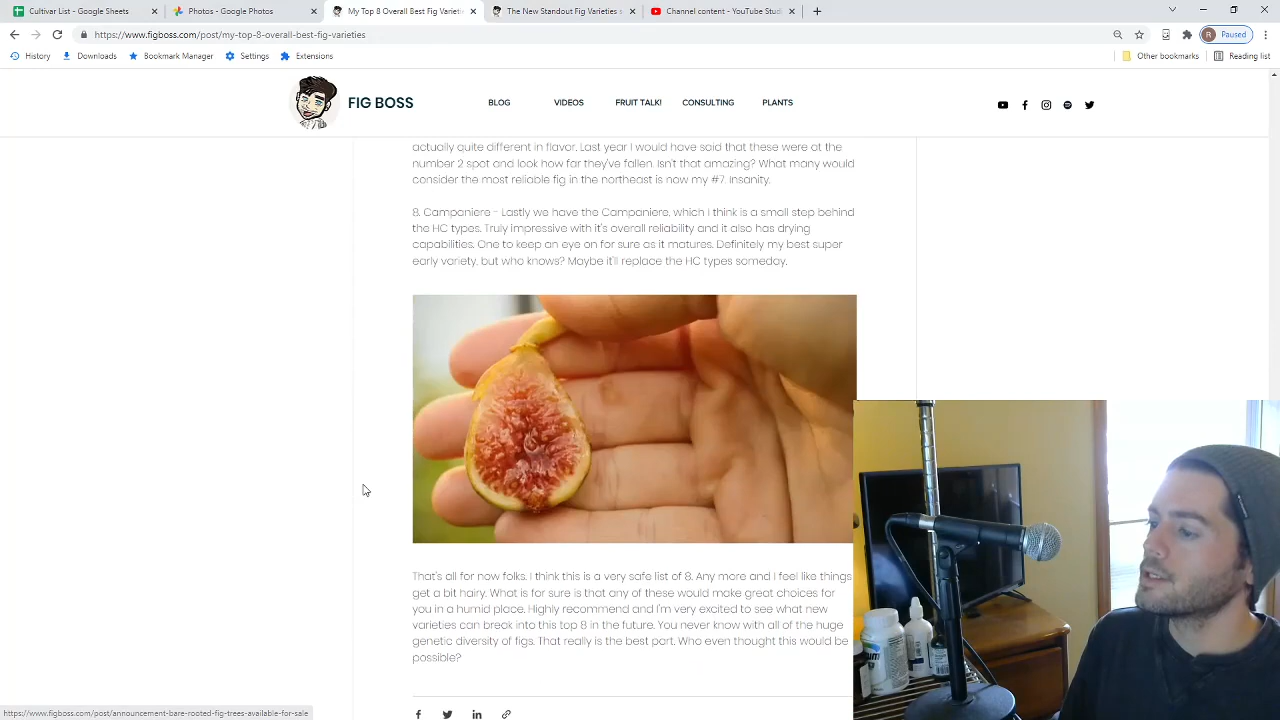 Cultivar List - Google Sheets
Photos - Google Photos
My Top 8 Overall Best Fig Varieti
The New Standout Fig Varieties s
Channel content - YouTube Studi
https://www.figboss.com/post/my-top-8-overall-best-fig-varieties
R Paused
History
Downloads
Bookmark Manager
Settings
Extensions
Other bookmarks
Reading list
FIG BOSS
BLOG
VIDEOS
FRUIT TALK!
CONSULTING
PLANTS
actually quite different in flavor. Last year I would have said that these were at the
number 2 spot and look how far they've fallen. Isn't that amazing? What many would
consider the most reliable fig in the northeast is now my #7. Insanity.
8. Campaniere - Lastly we have the Campaniere, which I think is a small step behind
the HC types. Truly impressive with it's overall reliability and it also has drying
capabilities. One to keep an eye on for sure as it matures. Definitely my best super
early variety, but who knows? Maybe it'll replace the HC types someday.
That's all for now folks. I think this is a very safe list of 8. Any more and I feel like things
get a bit hairy. What is for sure is that any of these would make great choices for
you in a humid place. Highly recommend and I'm very excited to see what new
varieties can break into this top 8 in the future. You never know with all of the huge
genetic diversity of figs. That really is the best part. Who even thought this would be
possible?
https://www.figboss.com/post/announcement-bare-rooted-fig-trees-available-for-sale